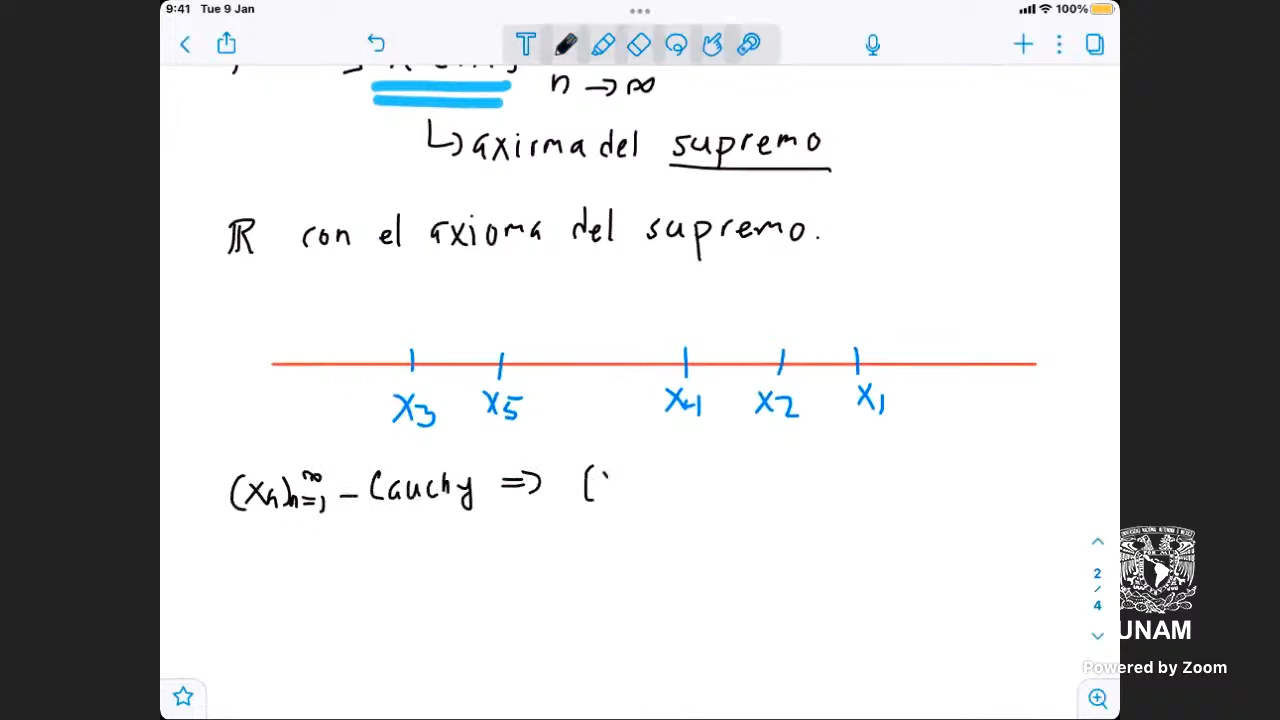 9:41 Tue 9 Jan
100%
n → ∞
↳ axioma del supremo
ℝ con el axioma del supremo.
x3 x5 x4 x2 x1
(xn)n=1^∞ – Cauchy ⇒ (
2
4
UNAM
Powered by Zoom